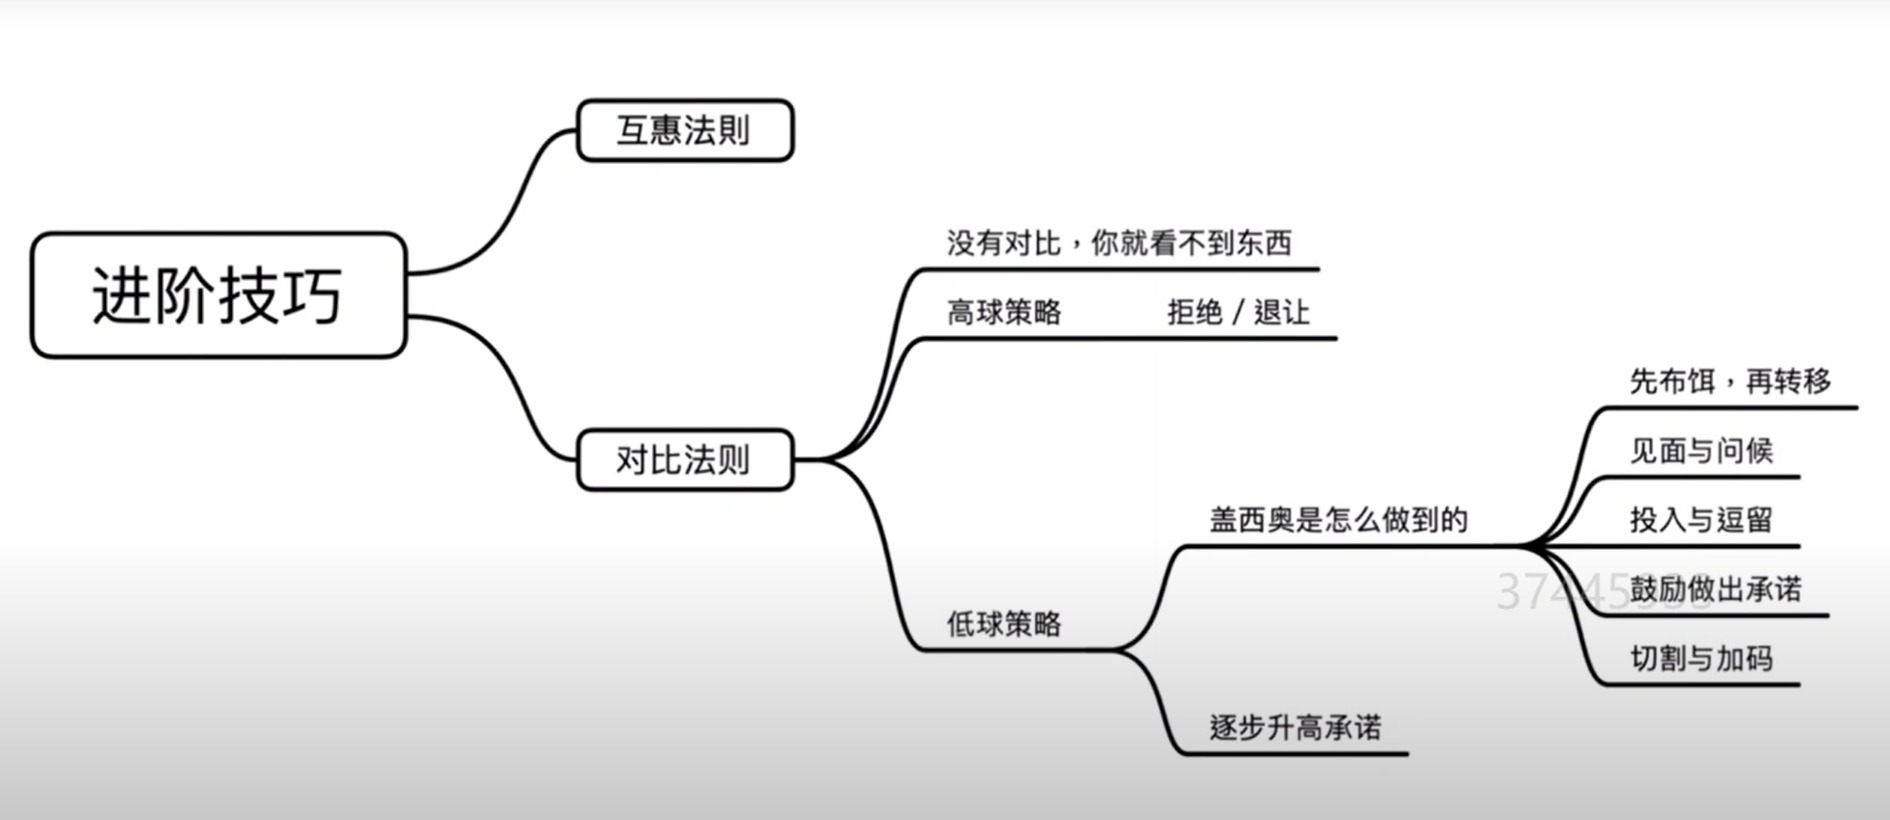 进阶技巧
互惠法則
对比法则
没有对比，你就看不到东西
高球策略 拒绝 / 退让
低球策略
盖西奥是怎么做到的
先布饵，再转移
见面与问候
投入与逗留
鼓励做出承诺
切割与加码
逐步升高承诺